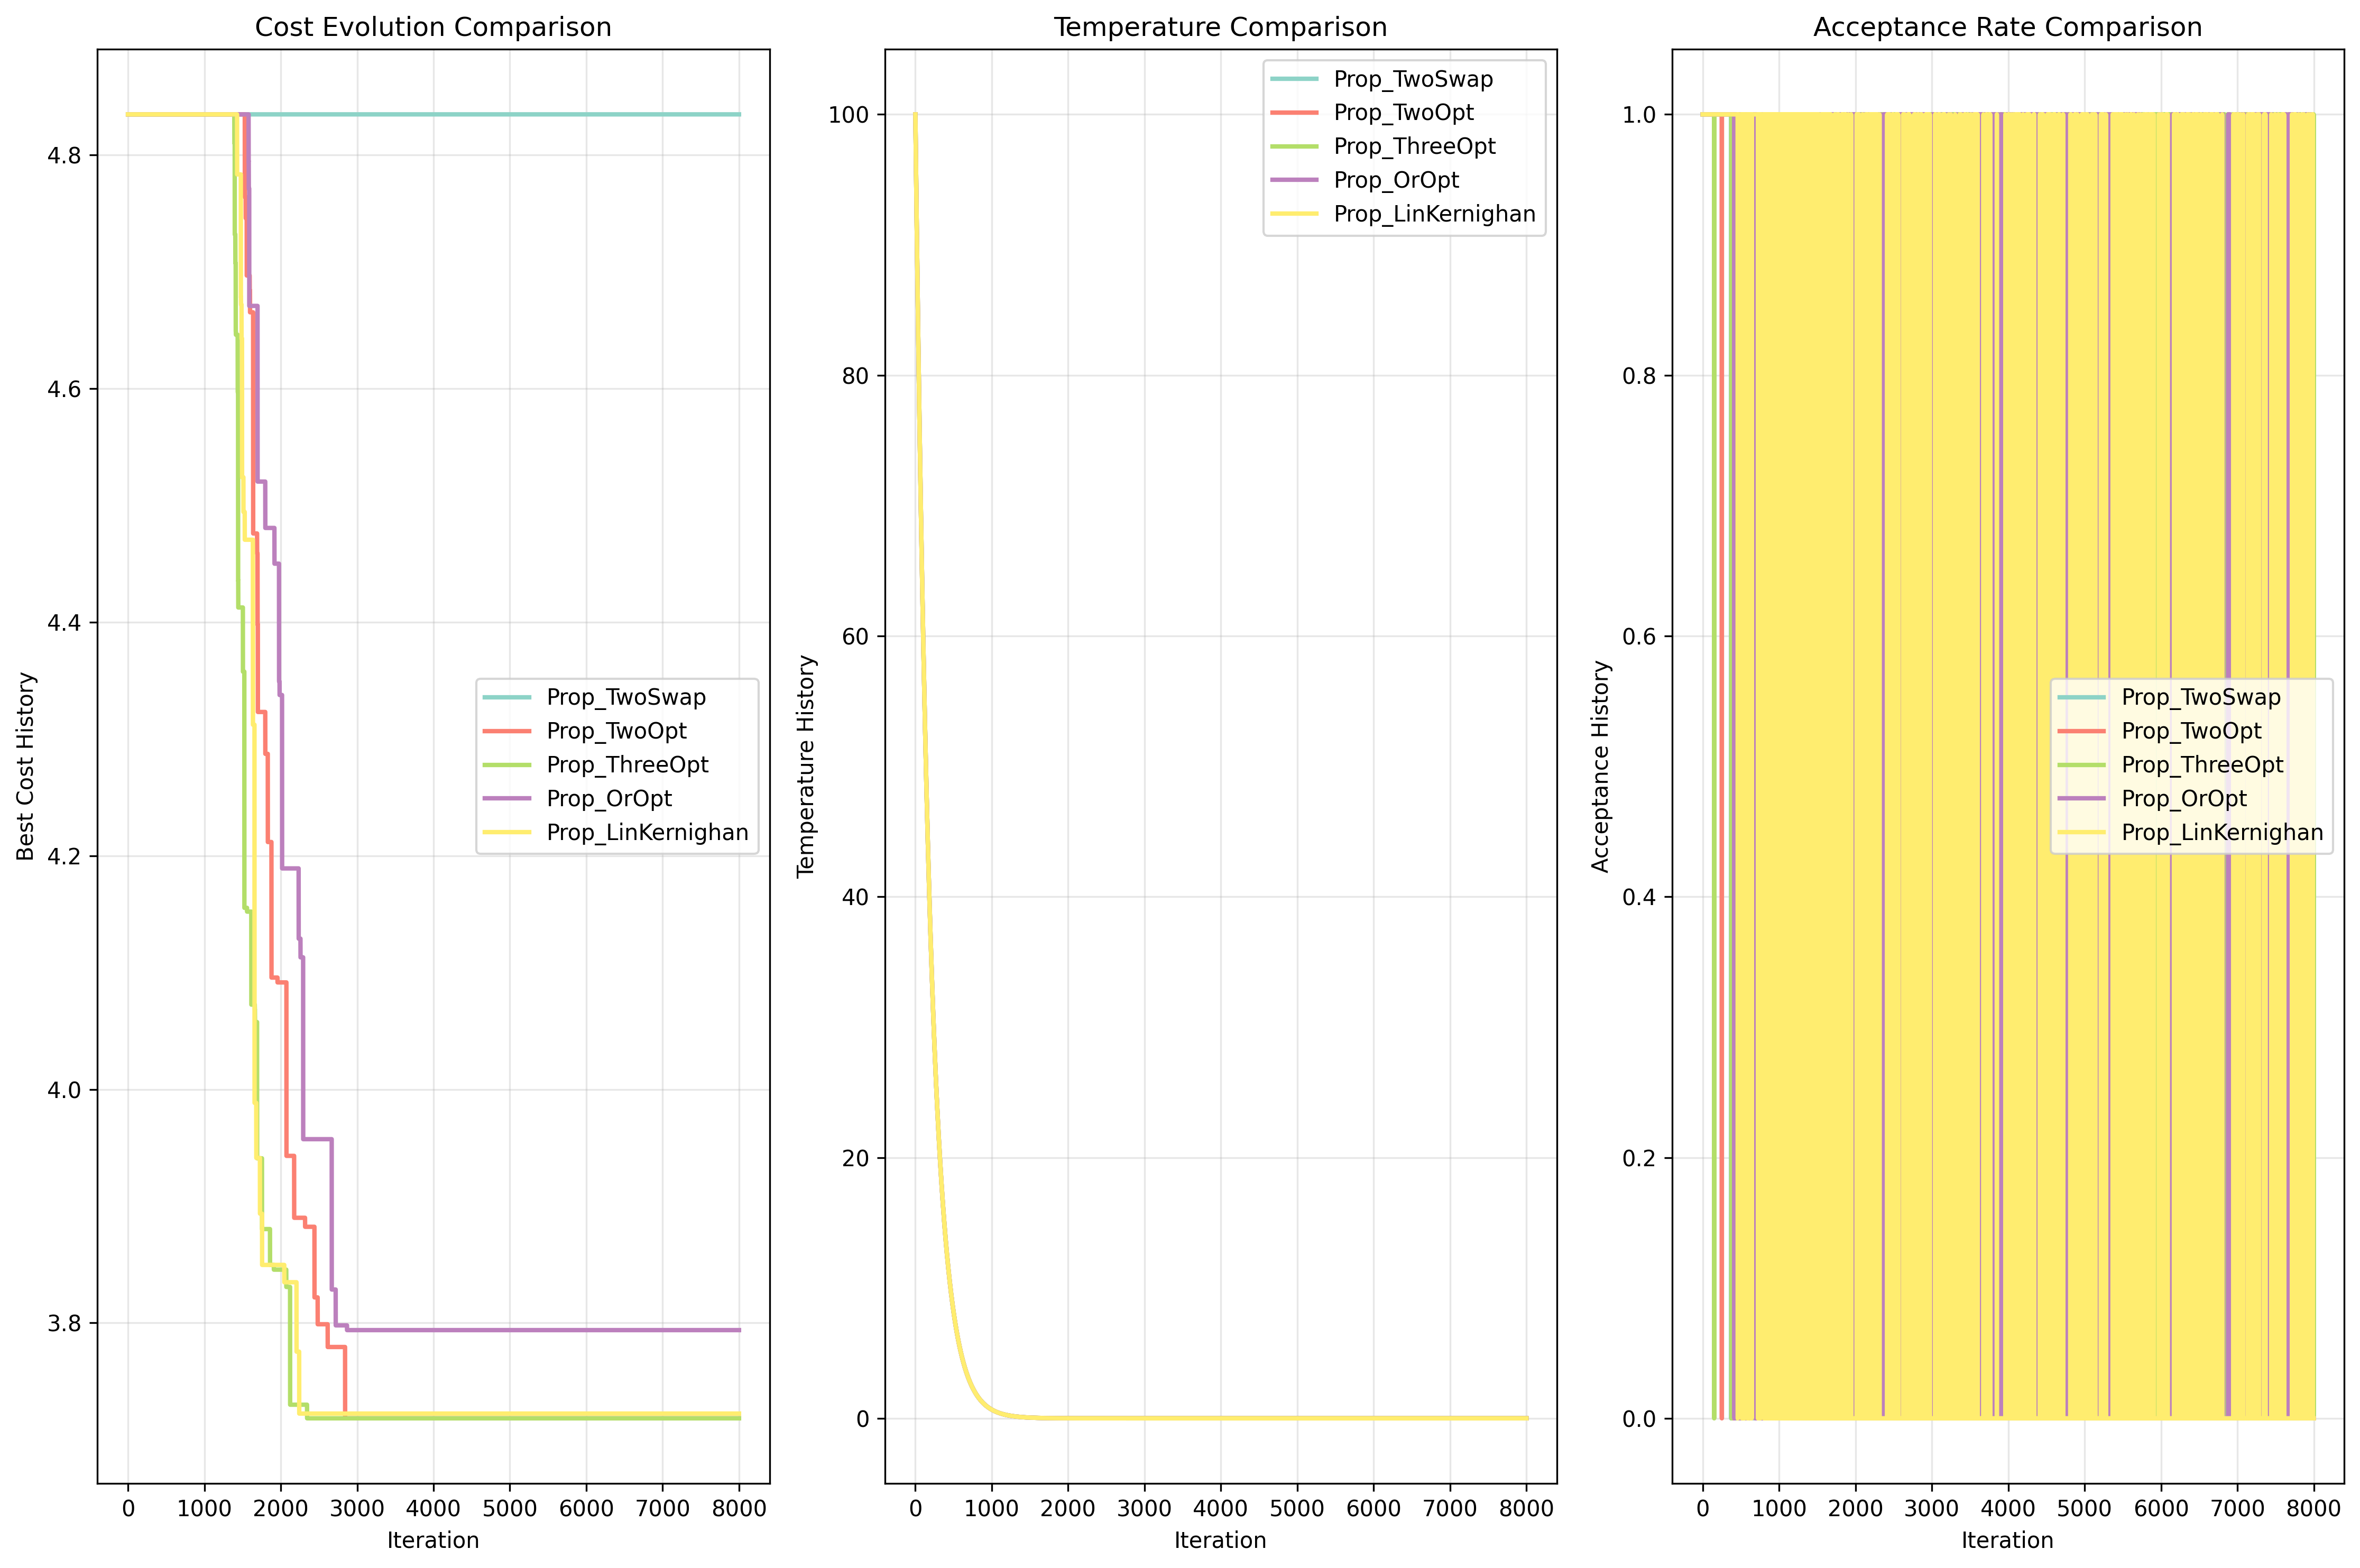 Cost Evolution Comparison
Best Cost History
4.8
4.6
4.4
4.2
4.0
3.8
Prop_TwoSwap
Prop_TwoOpt
Prop_ThreeOpt
Prop_OrOpt
Prop_LinKernighan
0 1000 2000 3000 4000 5000 6000 7000 8000
Iteration
Temperature Comparison
Temperature History
100
80
60
40
20
0
Prop_TwoSwap
Prop_TwoOpt
Prop_ThreeOpt
Prop_OrOpt
Prop_LinKernighan
0 1000 2000 3000 4000 5000 6000 7000 8000
Iteration
Acceptance Rate Comparison
Acceptance History
1.0
0.8
0.6
0.4
0.2
0.0
Prop_TwoSwap
Prop_TwoOpt
Prop_ThreeOpt
Prop_OrOpt
Prop_LinKernighan
0 1000 2000 3000 4000 5000 6000 7000 8000
Iteration